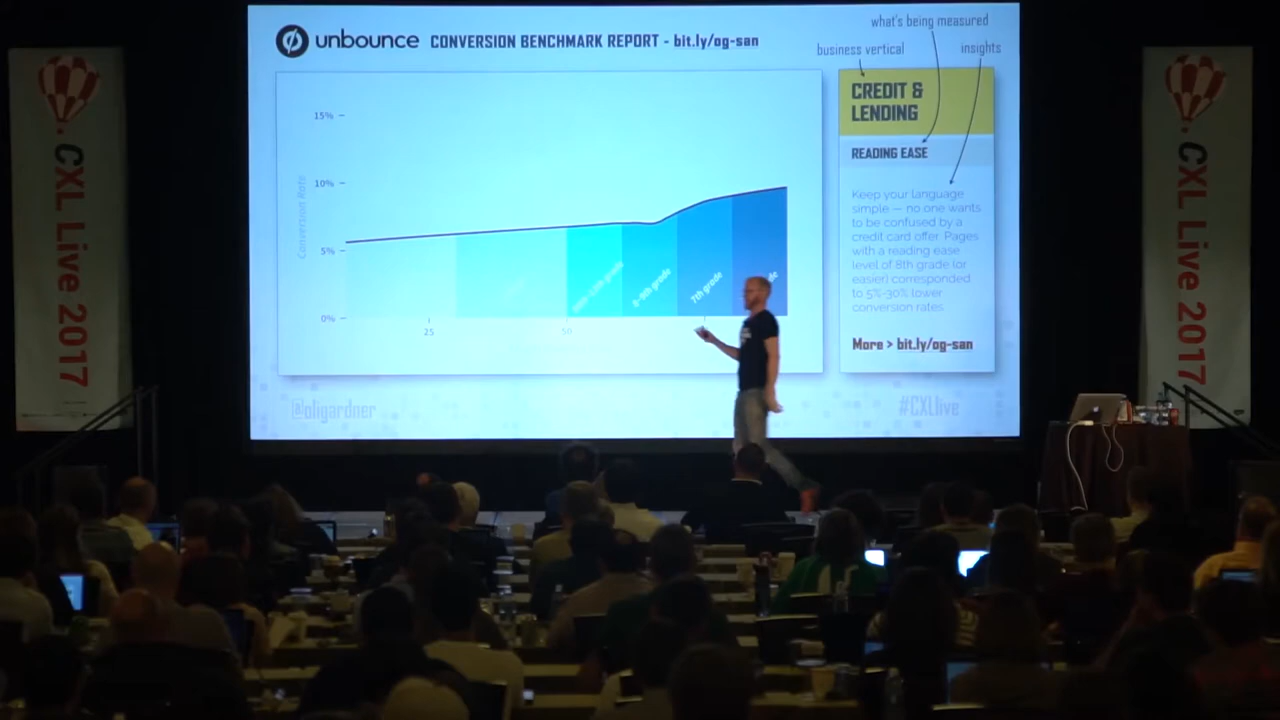 what's being measured
unbounce CONVERSION BENCHMARK REPORT - bit.ly/og-san
business vertical
insights
CREDIT &
LENDING
READING EASE
Keep your language
simple — no one wants
to be confused by a
credit card offer. Pages
with a reading ease
level of 8th grade (or
easier) corresponded
to 5%-30% lower
conversion rates.
More > bit.ly/og-san
Conversion Rate
15%
10%
5%
0%
25
50
8-9th grade
7th grade
@oligardner
#CXLlive
CXL Live 2017
CXL Live 2017